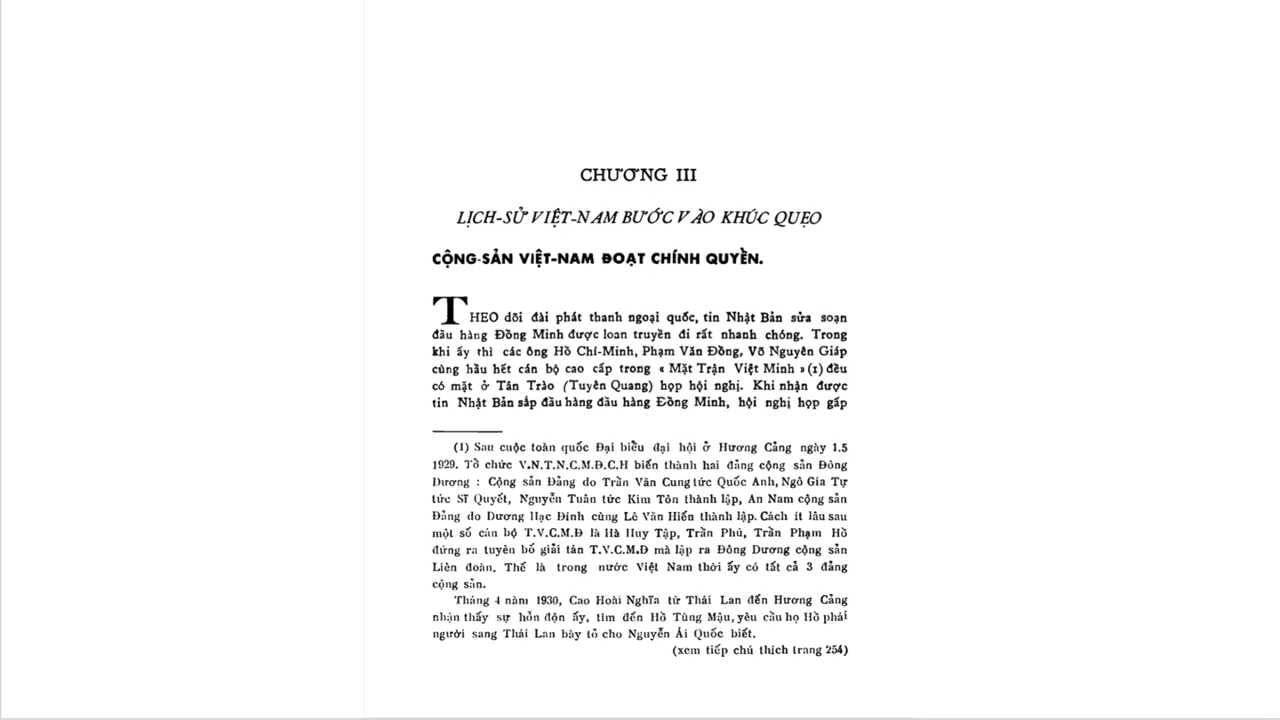 CHƯƠNG III
LỊCH-SỬ VIỆT-NAM BƯỚC VÀO KHÚC QUẸO
CỘNG-SẢN VIỆT-NAM ĐOẠT CHÍNH QUYỀN.
THEO dõi đài phát thanh ngoại quốc, tin Nhật Bản sửa soạn
đầu hàng Đồng Minh được loan truyền đi rất nhanh chóng. Trong
khi ấy thì các ông Hồ Chí-Minh, Phạm Văn Đồng, Võ Nguyên Giáp
cùng hầu hết cán bộ cao cấp trong « Mặt Trận Việt Minh » (1) đều
có mặt ở Tân Trào (Tuyên Quang) họp hội nghị. Khi nhận được
tin Nhật Bản sắp đầu hàng đầu hàng Đồng Minh, hội nghị họp gấp
(1) Sau cuộc toàn quốc Đại biểu đại hội ở Hương Cảng ngày 1.5
1929. Tổ chức V.N.T.N.C.M.Đ.C.H biến thành hai đảng cộng sản Đông
Dương : Cộng sản Đảng do Trần Văn Cung tức Quốc Anh, Ngô Gia Tự
tức Sĩ Quyết, Nguyễn Tuân tức Kim Tôn thành lập, An Nam cộng sản
Đảng do Dương Hạc Đính cùng Lê Văn Hiến thành lập. Cách ít lâu sau
một số cán bộ T.V.C.M.Đ là Hà Huy Tập, Trần Phú, Trần Phạm Hồ
đứng ra tuyên bố giải tán T.V.C.M.Đ mà lập ra Đông Dương cộng sản
Liên đoàn. Thế là trong nước Việt Nam thời ấy có tất cả 3 đảng
cộng sản.
Tháng 4 năm 1930, Cao Hoài Nghĩa từ Thái Lan đến Hương Cảng
nhận thấy sự hỗn độn ấy, tìm đến Hồ Tùng Mậu, yêu cầu họ Hồ phái
người sang Thái Lan bày tỏ cho Nguyễn Ái Quốc biết.
(xem tiếp chú thích trang 254)